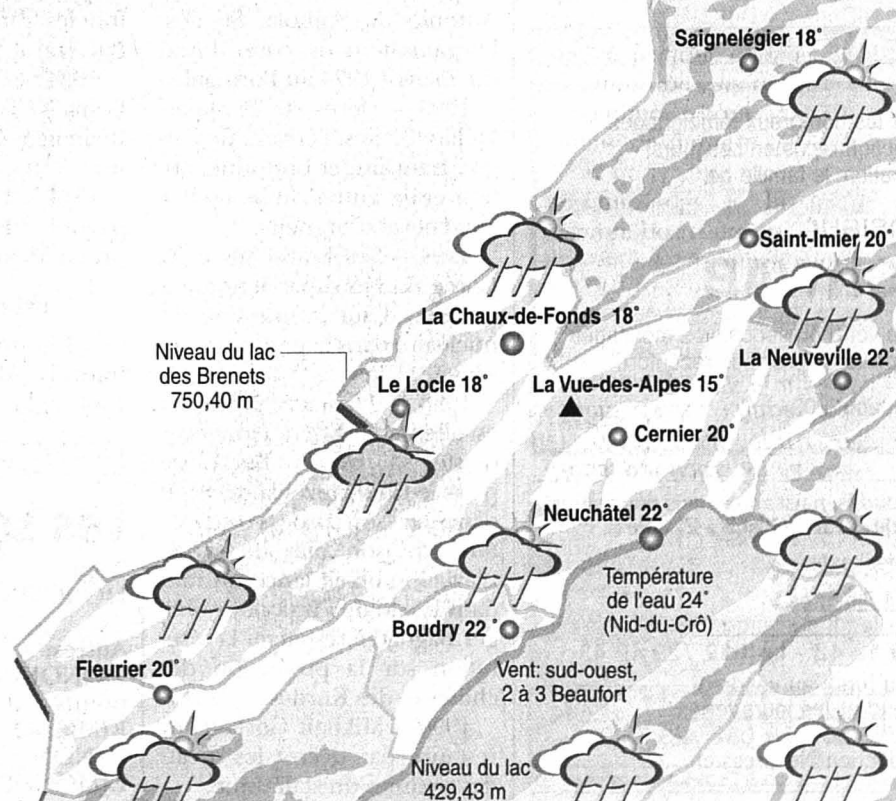 Saignelégier 18°
Saint-Imier 20°
La Chaux-de-Fonds 18°
Niveau du lac
des Brenets
750,40 m
La Neuveville 22°
Le Locle 18°
La Vue-des-Alpes 15°
Cernier 20°
Neuchâtel 22°
Température
de l'eau 24°
(Nid-du-Crô)
Boudry 22°
Vent: sud-ouest,
2 à 3 Beaufort
Fleurier 20°
Niveau du lac
429,43 m